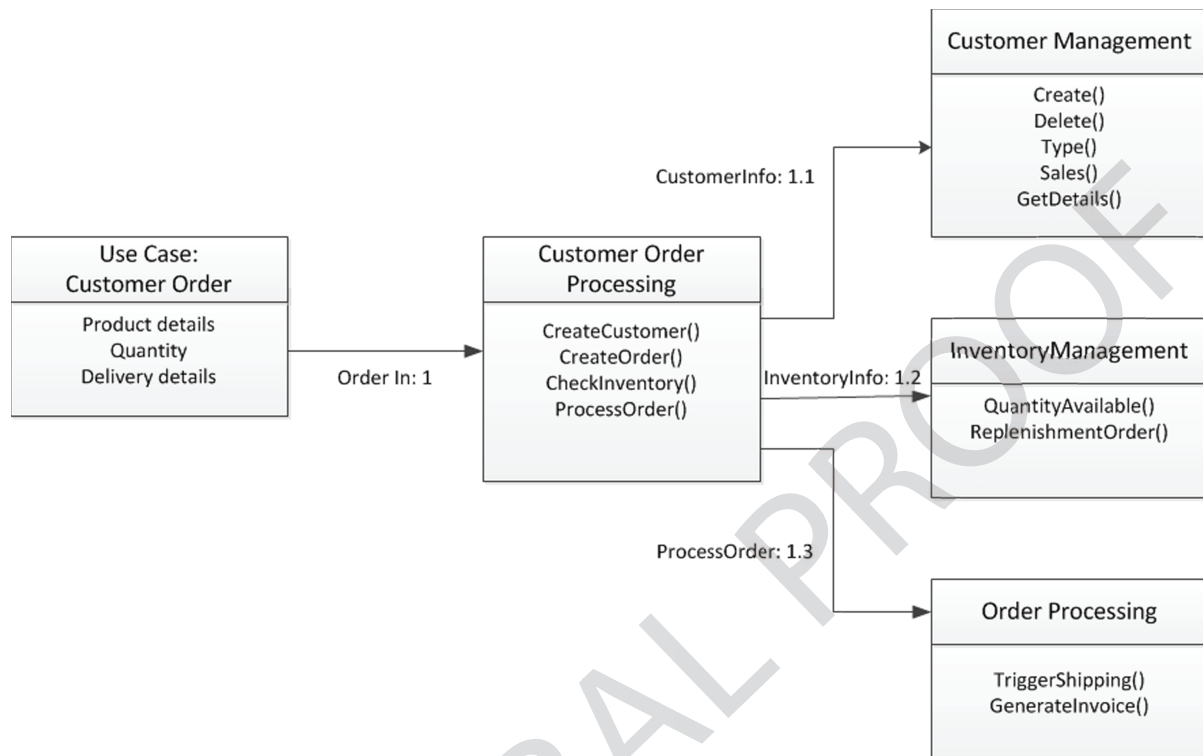 Customer Management
Create()
Delete()
Type()
Sales()
GetDetails()
CustomerInfo: 1.1
Use Case:
Customer Order
Product details
Quantity
Delivery details
Order In: 1
Customer Order
Processing
CreateCustomer()
CreateOrder()
CheckInventory()
ProcessOrder()
InventoryInfo: 1.2
InventoryManagement
QuantityAvailable()
ReplenishmentOrder()
ProcessOrder: 1.3
Order Processing
TriggerShipping()
GenerateInvoice()
AL PROOF